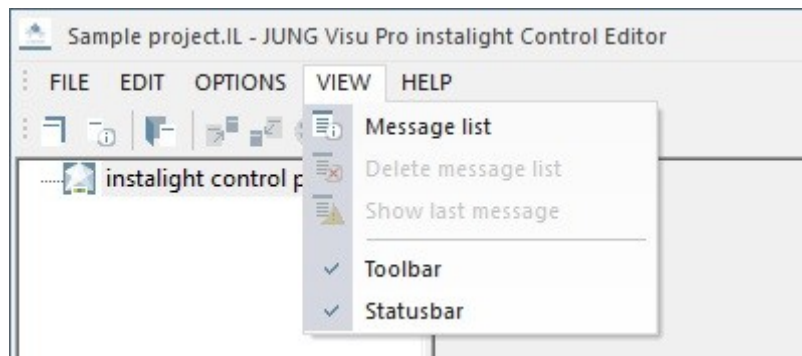 Sample project.IL - JUNG Visu Pro instalight Control Editor
FILE EDIT OPTIONS VIEW HELP
instalight control
Message list
Delete message list
Show last message
Toolbar
Statusbar